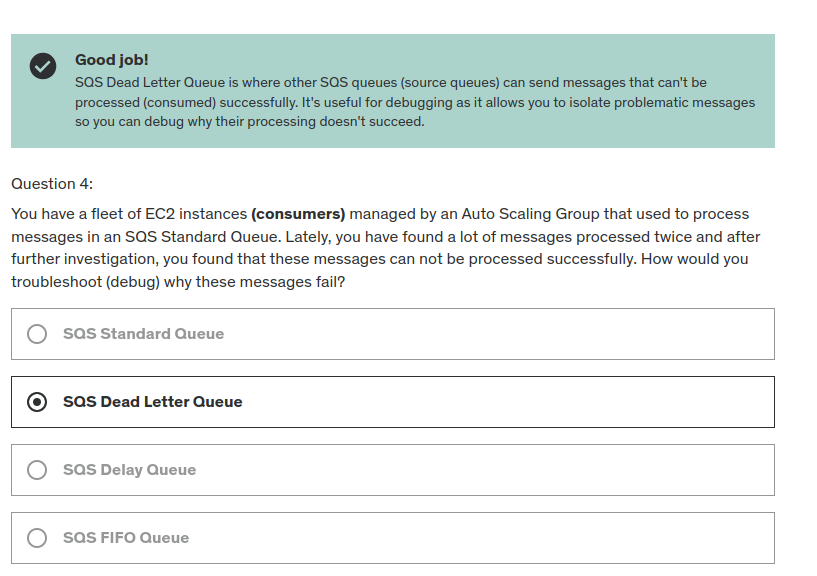 Good job!
SQS Dead Letter Queue is where other SQS queues (source queues) can send messages that can't be
processed (consumed) successfully. It's useful for debugging as it allows you to isolate problematic messages
so you can debug why their processing doesn't succeed.
Question 4:
You have a fleet of EC2 instances (consumers) managed by an Auto Scaling Group that used to process
messages in an SQS Standard Queue. Lately, you have found a lot of messages processed twice and after
further investigation, you found that these messages can not be processed successfully. How would you
troubleshoot (debug) why these messages fail?
SQS Standard Queue
SQS Dead Letter Queue
SQS Delay Queue
SQS FIFO Queue